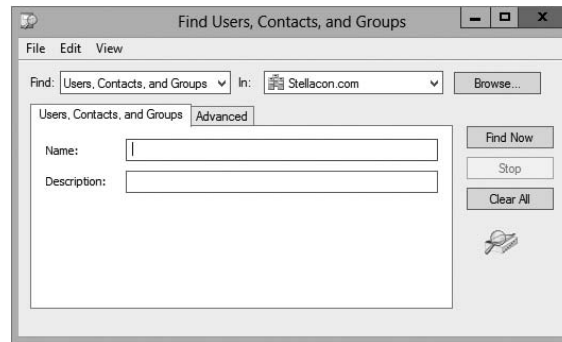 Find Users, Contacts, and Groups
File Edit View
Find: Users, Contacts, and Groups In: Stellacon.com Browse...
Users, Contacts, and Groups Advanced
Name:
Description:
Find Now
Stop
Clear All